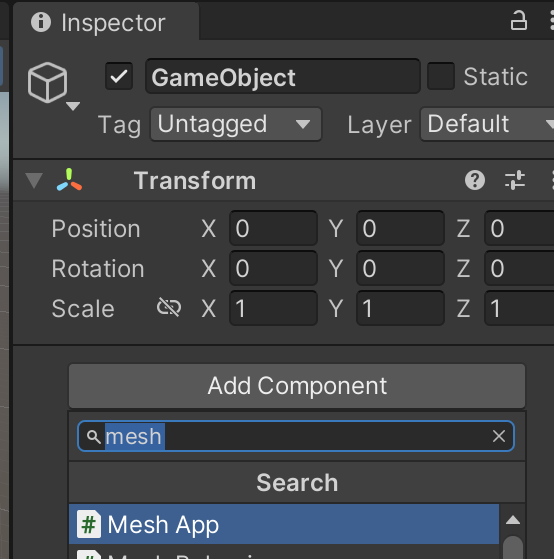 Inspector
GameObject
Static
Tag Untagged Layer Default
Transform
Position X 0 Y 0 Z 0
Rotation X 0 Y 0 Z 0
Scale X 1 Y 1 Z 1
Add Component
mesh
Search
# Mesh App